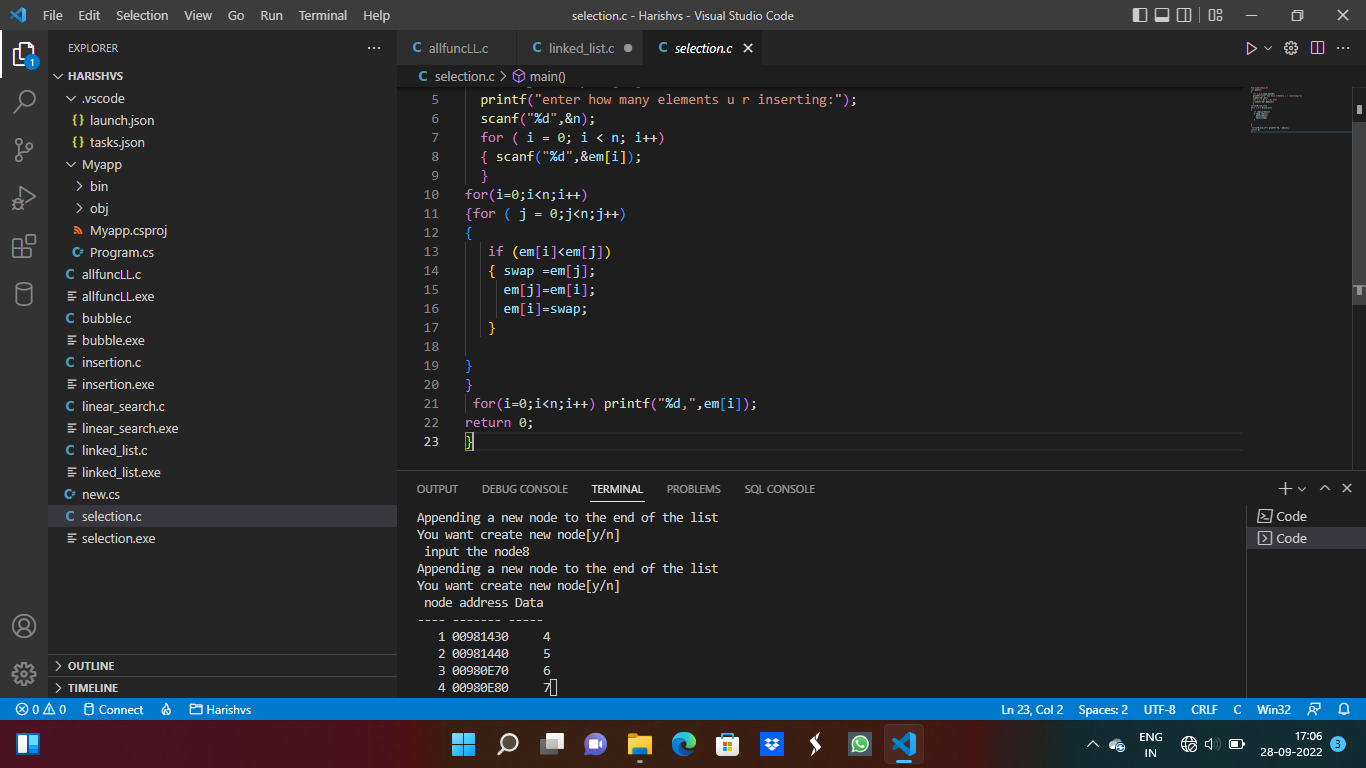 File Edit Selection View Go Run Terminal Help
selection.c - Harishvs - Visual Studio Code
EXPLORER
HARISHVS
.vscode
{} launch.json
{} tasks.json
Myapp
bin
obj
Myapp.csproj
C# Program.cs
C allfuncLL.c
allfuncLL.exe
C bubble.c
bubble.exe
C insertion.c
insertion.exe
C linear_search.c
linear_search.exe
C linked_list.c
linked_list.exe
C# new.cs
C selection.c
selection.exe
OUTLINE
TIMELINE
1
C allfuncLL.c C linked_list.c C selection.c
C selection.c > main()
5 printf("enter how many elements u r inserting:");
6 scanf("%d",&n);
7 for ( i = 0; i < n; i++)
8 { scanf("%d",&em[i]);
9 }
10 for(i=0;i<n;i++)
11 {for ( j = 0;j<n;j++)
12 {
13 if (em[i]<em[j])
14 { swap =em[j];
15 em[j]=em[i];
16 em[i]=swap;
17 }
18
19 }
20 }
21 for(i=0;i<n;i++) printf("%d,",em[i]);
22 return 0;
23 }
OUTPUT DEBUG CONSOLE TERMINAL PROBLEMS SQL CONSOLE
Appending a new node to the end of the list
You want create new node[y/n]
input the node8
Appending a new node to the end of the list
You want create new node[y/n]
node address Data
---- ------- -----
1 00981430 4
2 00981440 5
3 00980E70 6
4 00980E80 7
Code
Code
0 0 Connect Harishvs
Ln 23, Col 2 Spaces: 2 UTF-8 CRLF C Win32
ENG
IN
17:06
28-09-2022
3